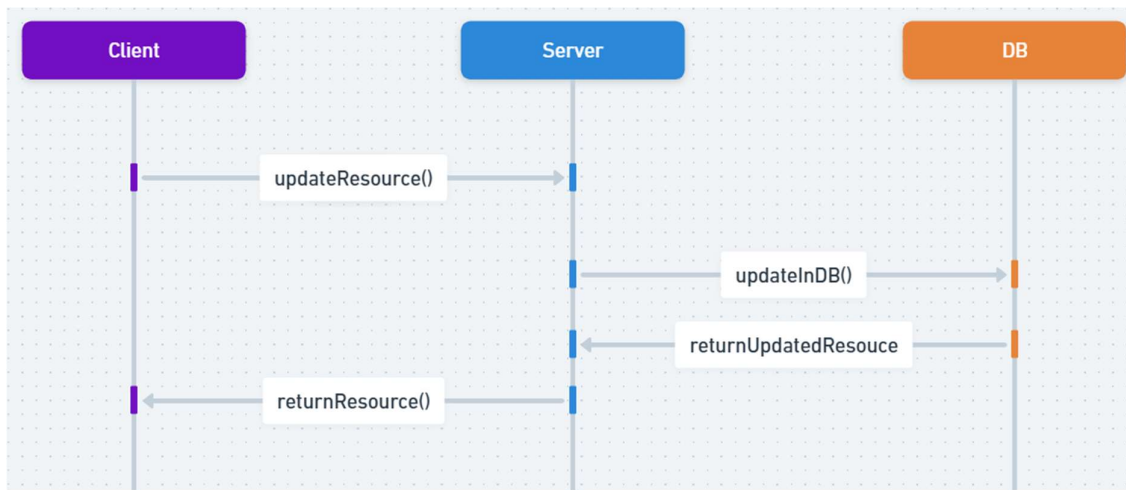 Client
Server
DB
updateResource()
updateInDB()
returnUpdatedResouce
returnResource()